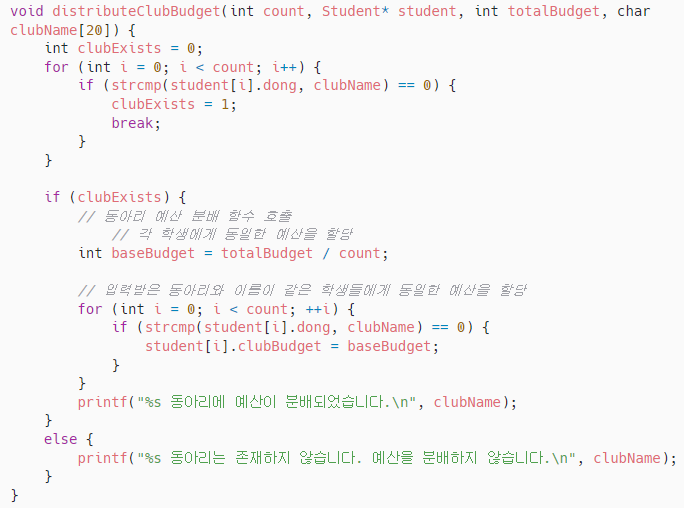 void distributeClubBudget(int count, Student* student, int totalBudget, char
clubName[20]) {
    int clubExists = 0;
    for (int i = 0; i < count; i++) {
        if (strcmp(student[i].dong, clubName) == 0) {
            clubExists = 1;
            break;
        }
    }

    if (clubExists) {
        // 동아리 예산 분배 함수 호출
            // 각 학생에게 동일한 예산을 할당
        int baseBudget = totalBudget / count;

        // 입력받은 동아리와 이름이 같은 학생들에게 동일한 예산을 할당
        for (int i = 0; i < count; ++i) {
            if (strcmp(student[i].dong, clubName) == 0) {
                student[i].clubBudget = baseBudget;
            }
        }
        printf("%s 동아리에 예산이 분배되었습니다.\n", clubName);
    }
    else {
        printf("%s 동아리는 존재하지 않습니다. 예산을 분배하지 않습니다.\n", clubName);
    }
}